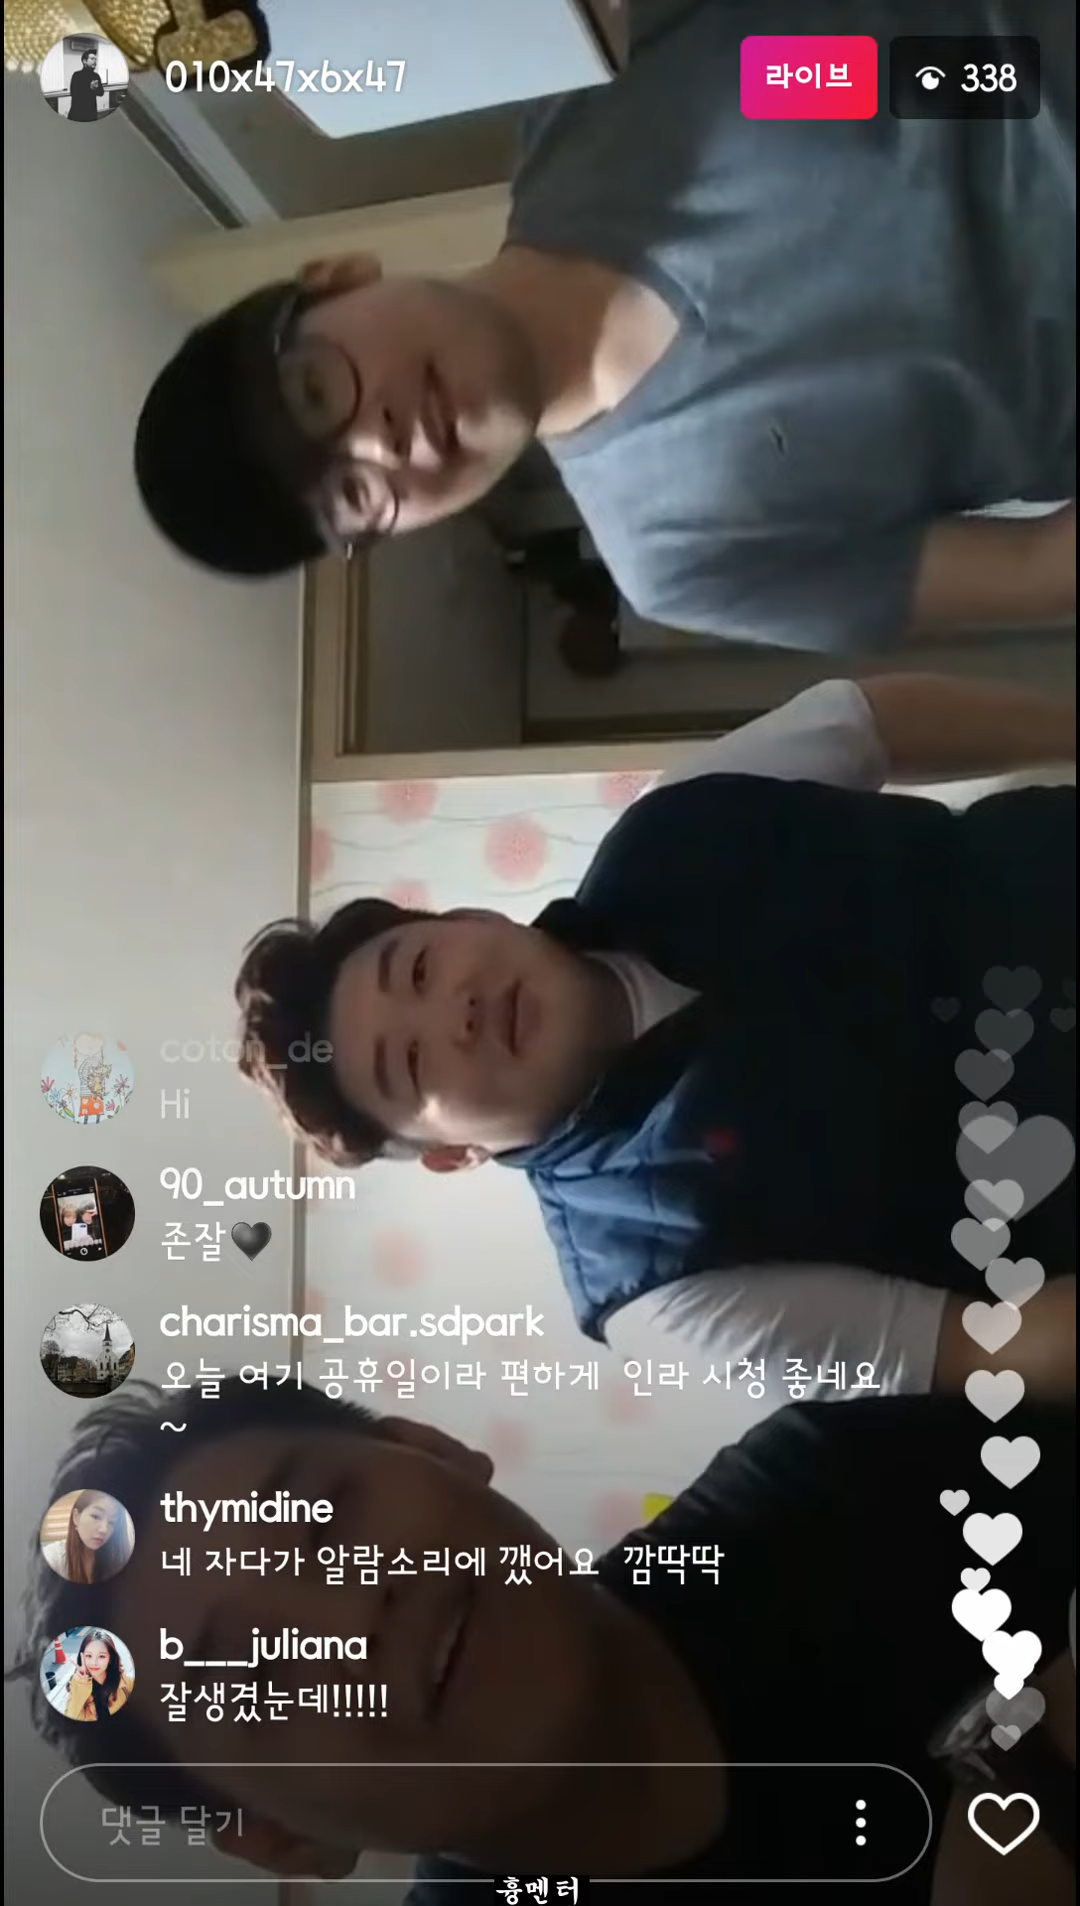 010x47x6x47
라이브
338
coton_de
Hi
90_autumn
존잘🖤
charisma_bar.sdpark
오늘 여기 공휴일이라 편하게 인라 시청 좋네요
~
thymidine
네 자다가 알람소리에 깼어요 깜딱딱
b___juliana
잘생겼눈데!!!!!
댓글 달기
흥멘터